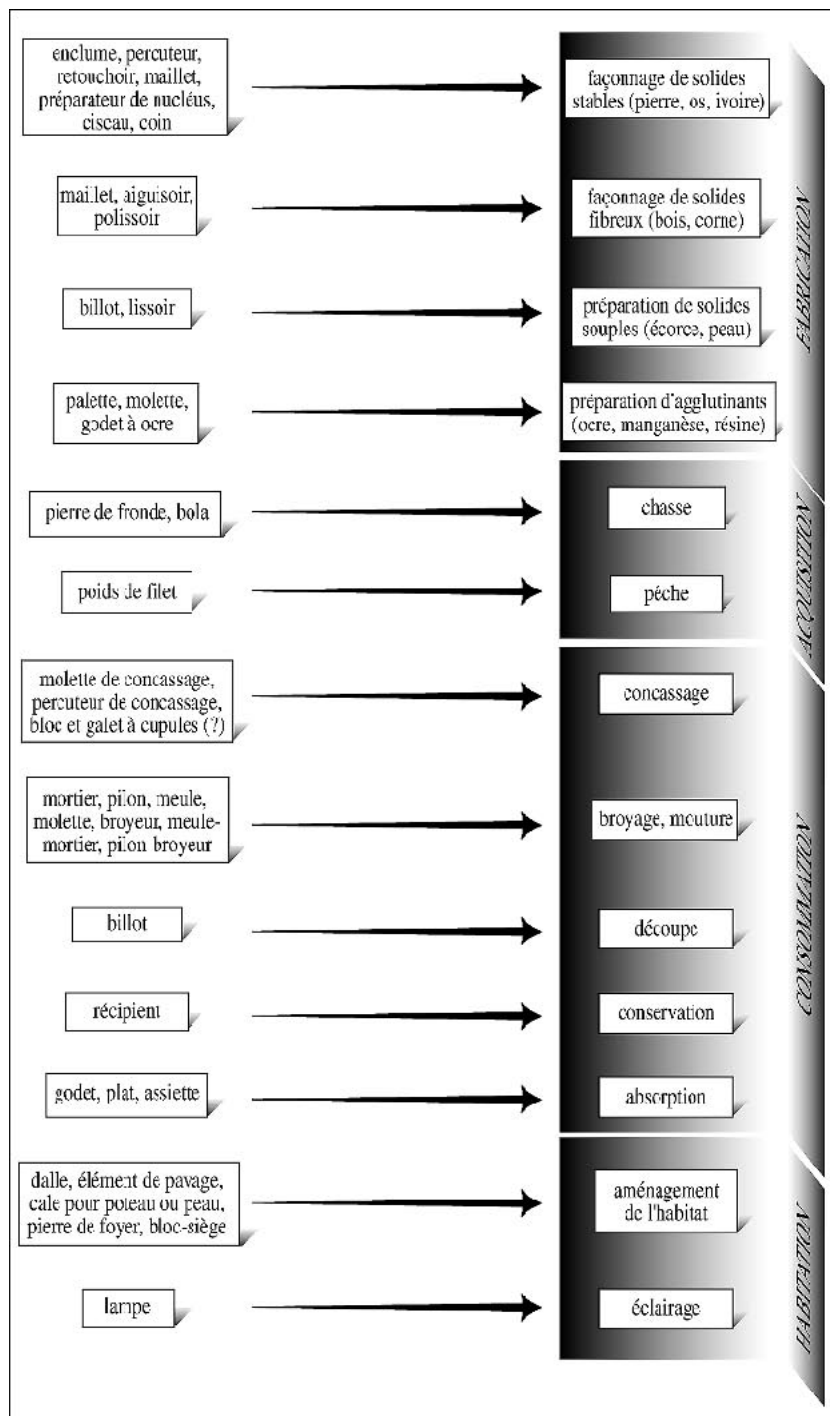 enclume, percuteur,
retouchoir, maillet,
préparateur de nucléus,
ciseau, coin
façonnage de solides
stables (pierre, os, ivoire)
maillet, aiguisoir,
polissoir
façonnage de solides
fibreux (bois, corne)
billot, lissoir
préparation de solides
souples (écorce, peau)
palette, molette,
godet à ocre
préparation d'agglutinants
(ocre, manganèse, résine)
FABRICATION
pierre de fronde, bola
chasse
poids de filet
pêche
ACQUISITION
molette de concassage,
percuteur de concassage,
bloc et galet à cupules (?)
concassage
mortier, pilon, meule,
molette, broyeur, meule-
mortier, pilon broyeur
broyage, mouture
billot
découpe
récipient
conservation
godet, plat, assiette
absorption
CONSOMMATION
dalle, élément de pavage,
cale pour poteau ou peau,
pierre de foyer, bloc-siège
aménagement
de l'habitat
lampe
éclairage
HABITATION